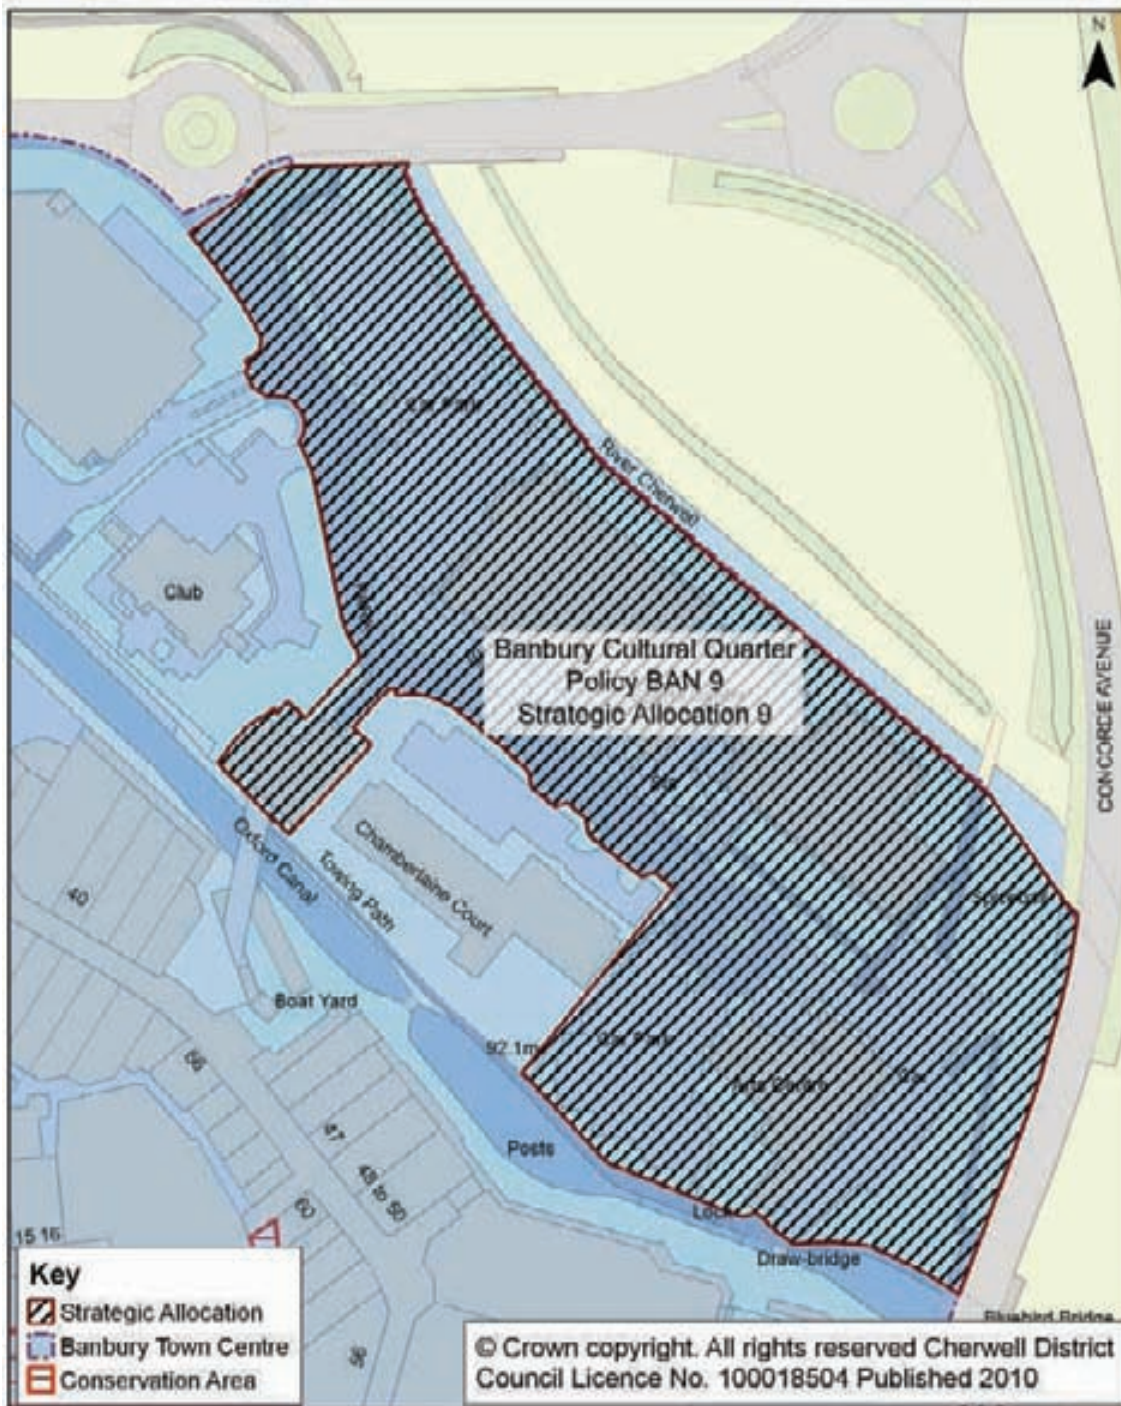 N
River Cherwell
Club
Banbury Cultural Quarter
Policy BAN 9
Strategic Allocation 9
CONCORDE AVENUE
Chamberlaine Court
Oxford Canal
Towing Path
40
Boat Yard
92.1m
Car Park
Arts Centre
56
Posts
47
48 to 50
60
Lock
Draw-bridge
15 16
Bluebird Bridge
Key
Strategic Allocation
Banbury Town Centre
Conservation Area
© Crown copyright. All rights reserved Cherwell District
Council Licence No. 100018504 Published 2010